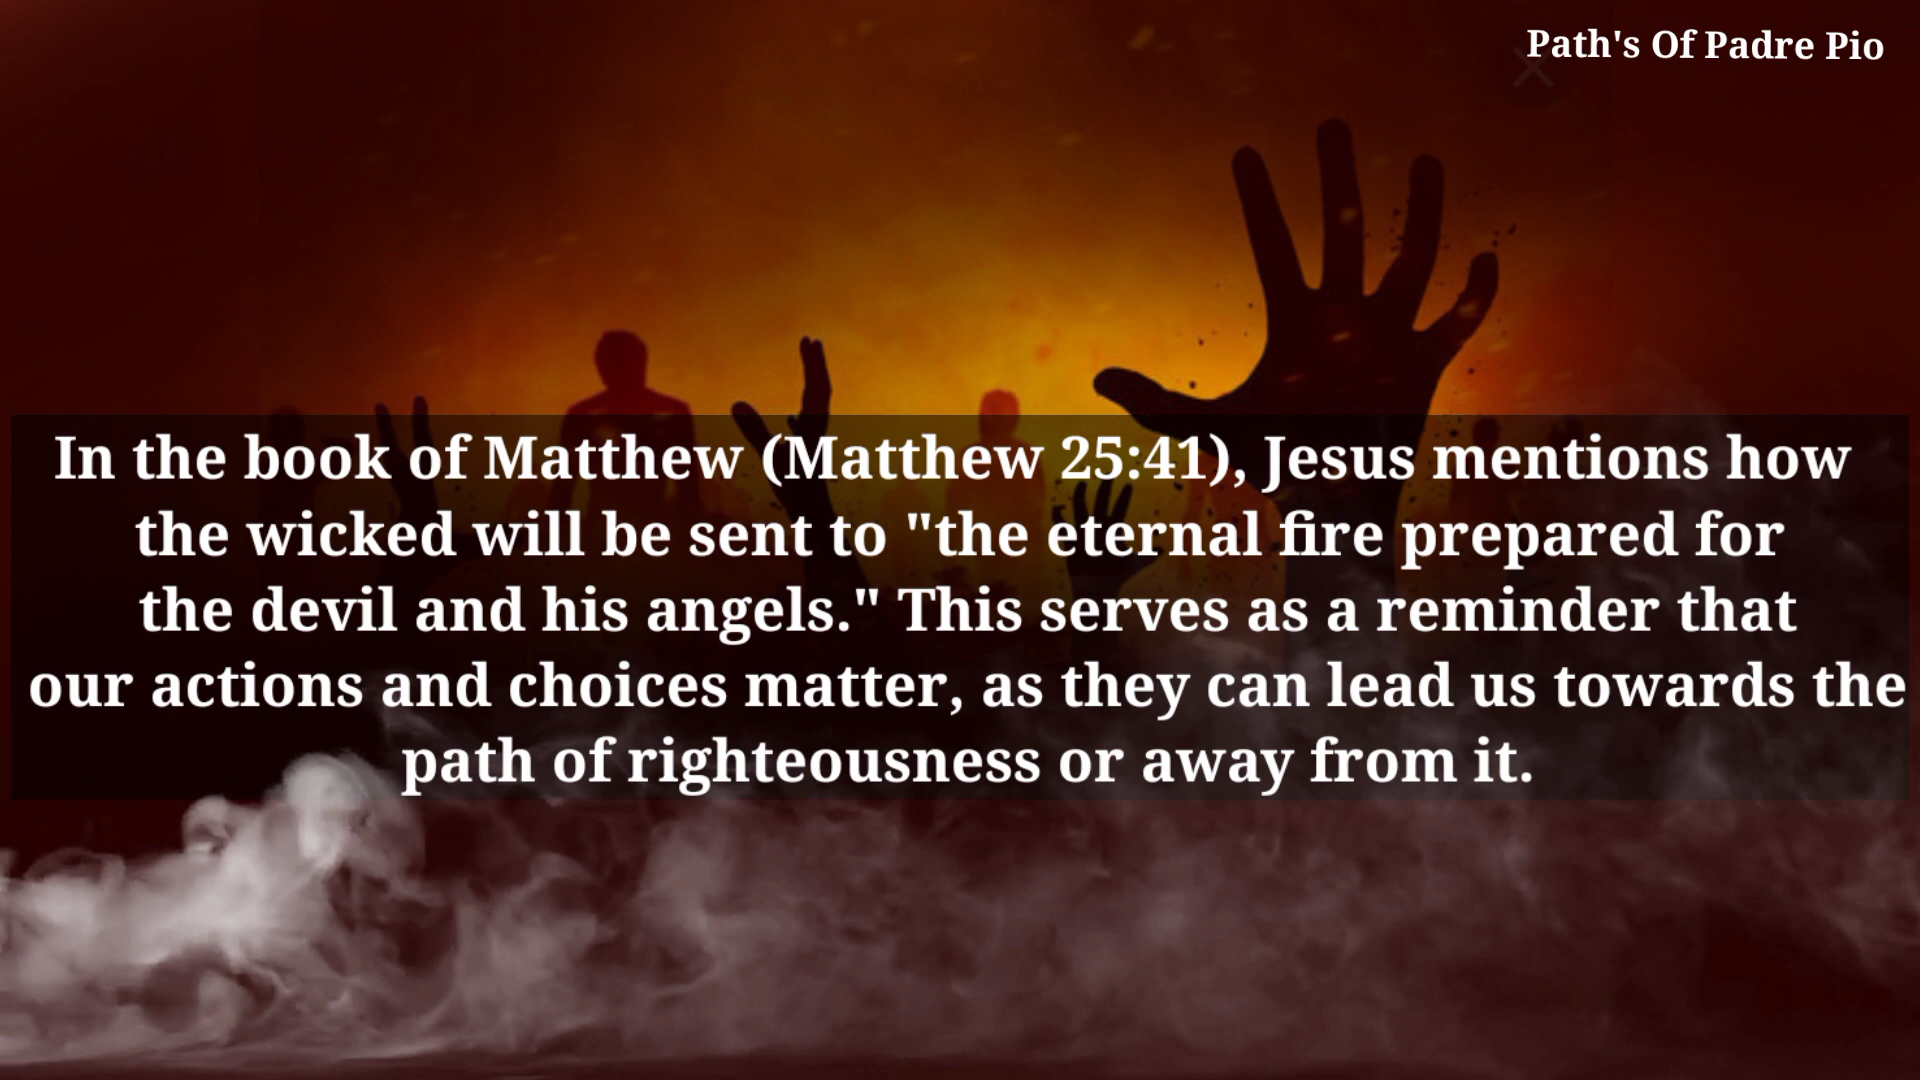 Path's Of Padre Pio
In the book of Matthew (Matthew 25:41), Jesus mentions how
the wicked will be sent to "the eternal fire prepared for
the devil and his angels." This serves as a reminder that
our actions and choices matter, as they can lead us towards the
path of righteousness or away from it.